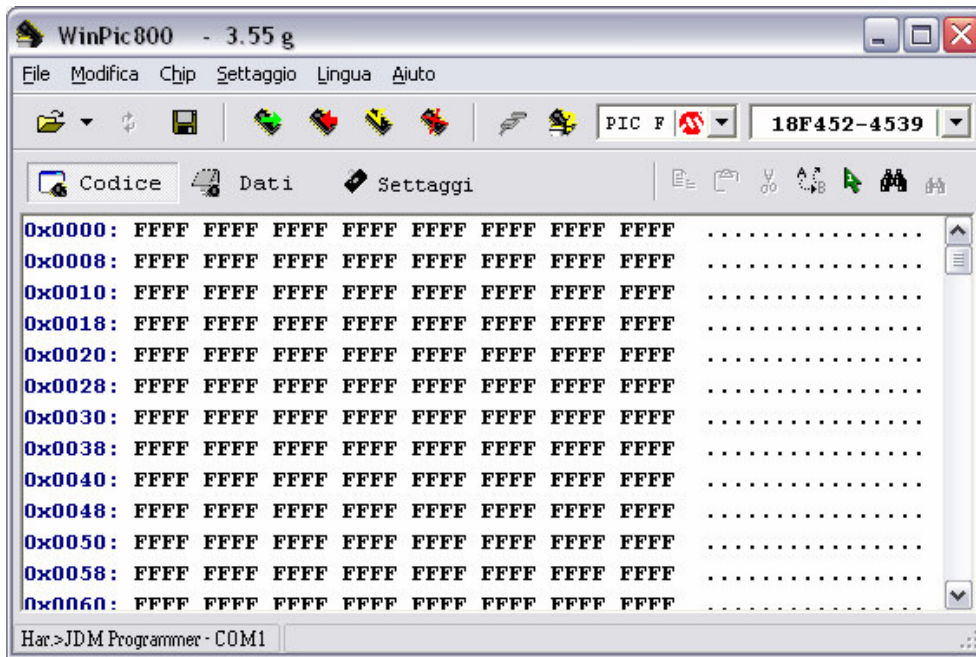 WinPic800 - 3.55 g
File Modifica Chip Settaggio Lingua Aiuto
PIC F 18F452-4539
Codice Dati Settaggi
0x0000: FFFF FFFF FFFF FFFF FFFF FFFF FFFF FFFF ................
0x0008: FFFF FFFF FFFF FFFF FFFF FFFF FFFF FFFF ................
0x0010: FFFF FFFF FFFF FFFF FFFF FFFF FFFF FFFF ................
0x0018: FFFF FFFF FFFF FFFF FFFF FFFF FFFF FFFF ................
0x0020: FFFF FFFF FFFF FFFF FFFF FFFF FFFF FFFF ................
0x0028: FFFF FFFF FFFF FFFF FFFF FFFF FFFF FFFF ................
0x0030: FFFF FFFF FFFF FFFF FFFF FFFF FFFF FFFF ................
0x0038: FFFF FFFF FFFF FFFF FFFF FFFF FFFF FFFF ................
0x0040: FFFF FFFF FFFF FFFF FFFF FFFF FFFF FFFF ................
0x0048: FFFF FFFF FFFF FFFF FFFF FFFF FFFF FFFF ................
0x0050: FFFF FFFF FFFF FFFF FFFF FFFF FFFF FFFF ................
0x0058: FFFF FFFF FFFF FFFF FFFF FFFF FFFF FFFF ................
0x0060: FFFF FFFF FFFF FFFF FFFF FFFF FFFF FFFF ................
Har.>JDM Programmer - COM1